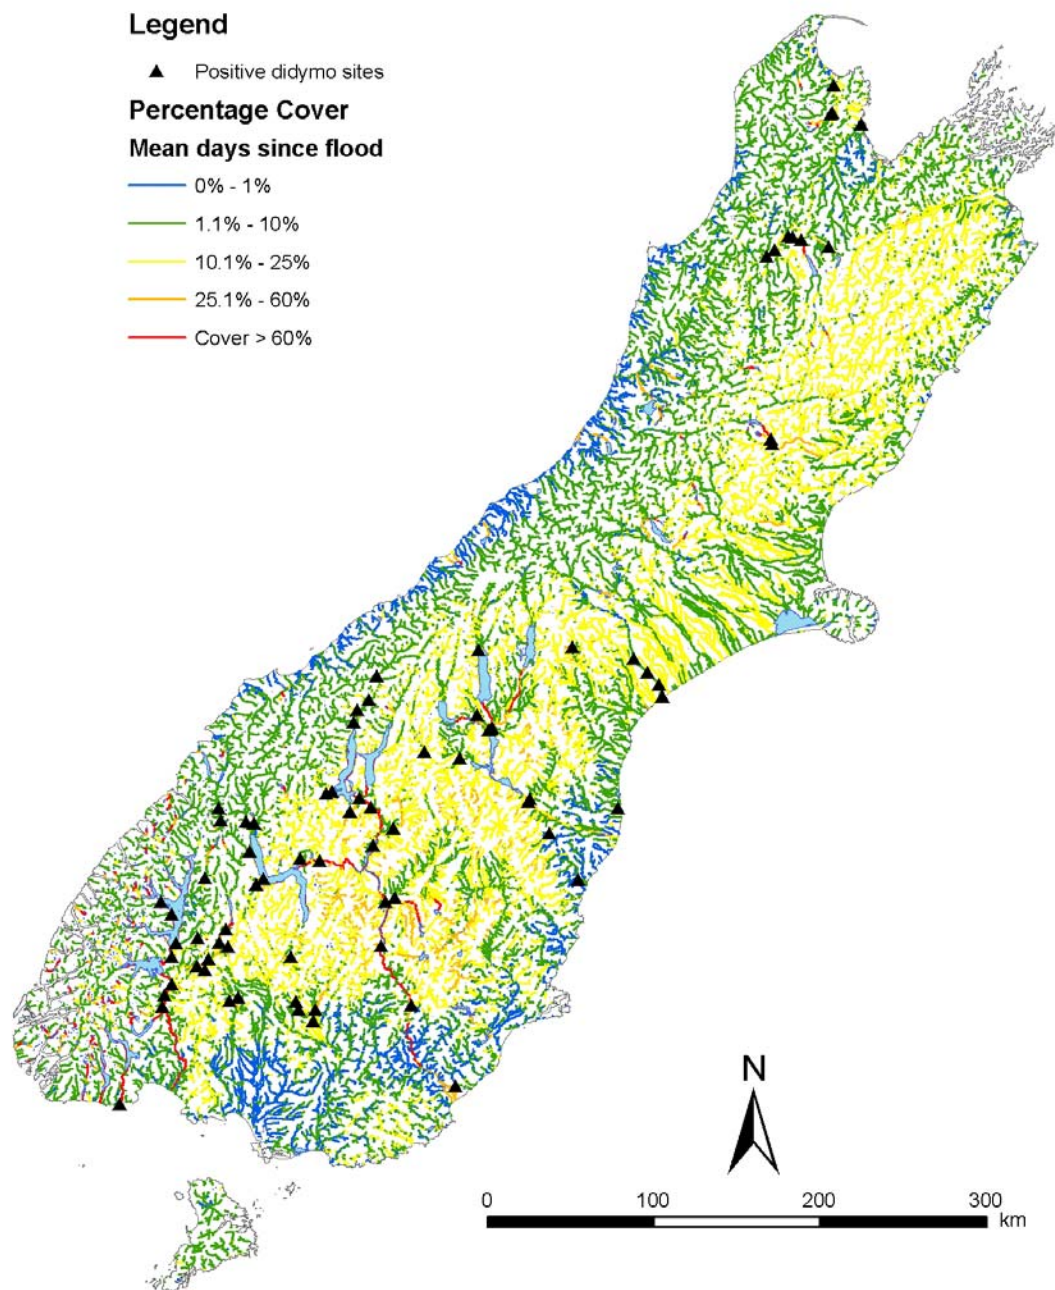 Legend
Positive didymo sites
Percentage Cover
Mean days since flood
0% - 1%
1.1% - 10%
10.1% - 25%
25.1% - 60%
Cover > 60%
N
0 100 200 300
km